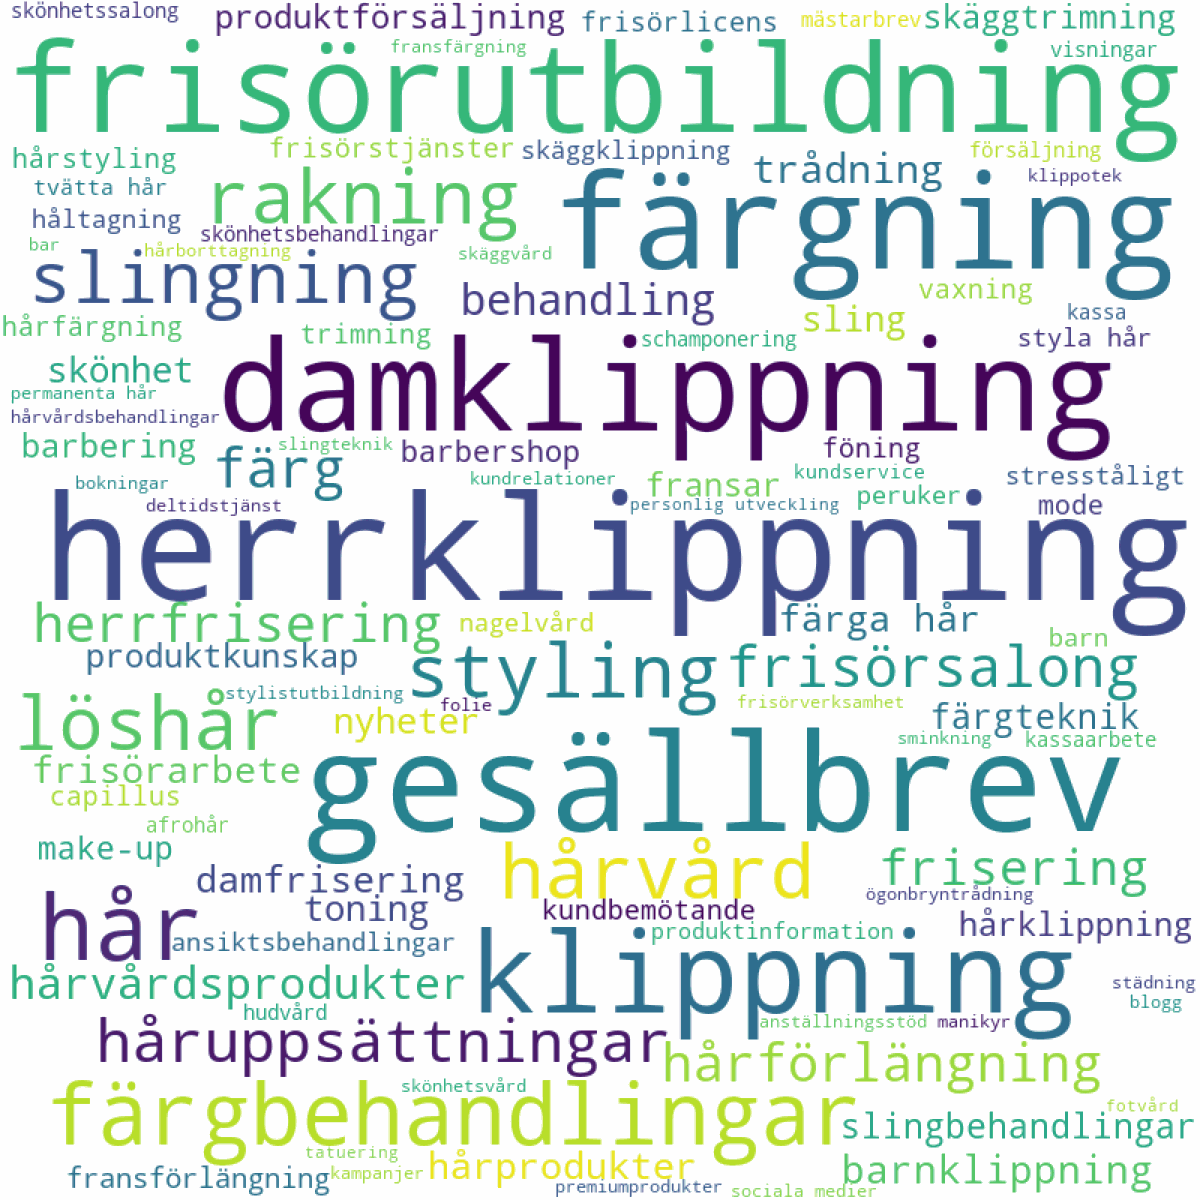 skönhetssalong
produktförsäljning
frisörlicens
mästarbrev
skäggtrimning
fransfärgning
visningar
frisörutbildning
hårstyling
frisörstjänster
skäggklippning
trådning
försäljning
tvätta hår
rakning
färgning
klippotek
håltagning
skönhetsbehandlingar
bar
hårborttagning
skäggvård
slingning
behandling
vaxning
hårfärgning
trimning
sling
kassa
schamponering
styla hår
skönhet
damklippning
permanenta hår
hårvårdsbehandlingar
barbering
slingteknik
barbershop
föning
färg
kundrelationer
kundservice
stresståligt
bokningar
fransar
peruker
deltidstjänst
personlig utveckling
mode
herrklippning
herrfrisering
nagelvård
färga hår
barn
produktkunskap
styling
frisörsalong
stylistutbildning
folie
frisörverksamhet
löshår
nyheter
färgteknik
sminkning
kassaarbete
frisörarbete
gesällbrev
capillus
afrohår
make-up
hårvård
frisering
damfrisering
ögonbryntrådning
hår
toning
kundbemötande
hårklippning
ansiktsbehandlingar
produktinformation
klippning
hårvårdsprodukter
städning
hudvård
blogg
anställningsstöd
manikyr
håruppsättningar
hårförlängning
skönhetsvård
färgbehandlingar
fotvård
slingbehandlingar
tatuering
fransförlängning
kampanjer
hårprodukter
barnklippning
premiumprodukter
sociala medier